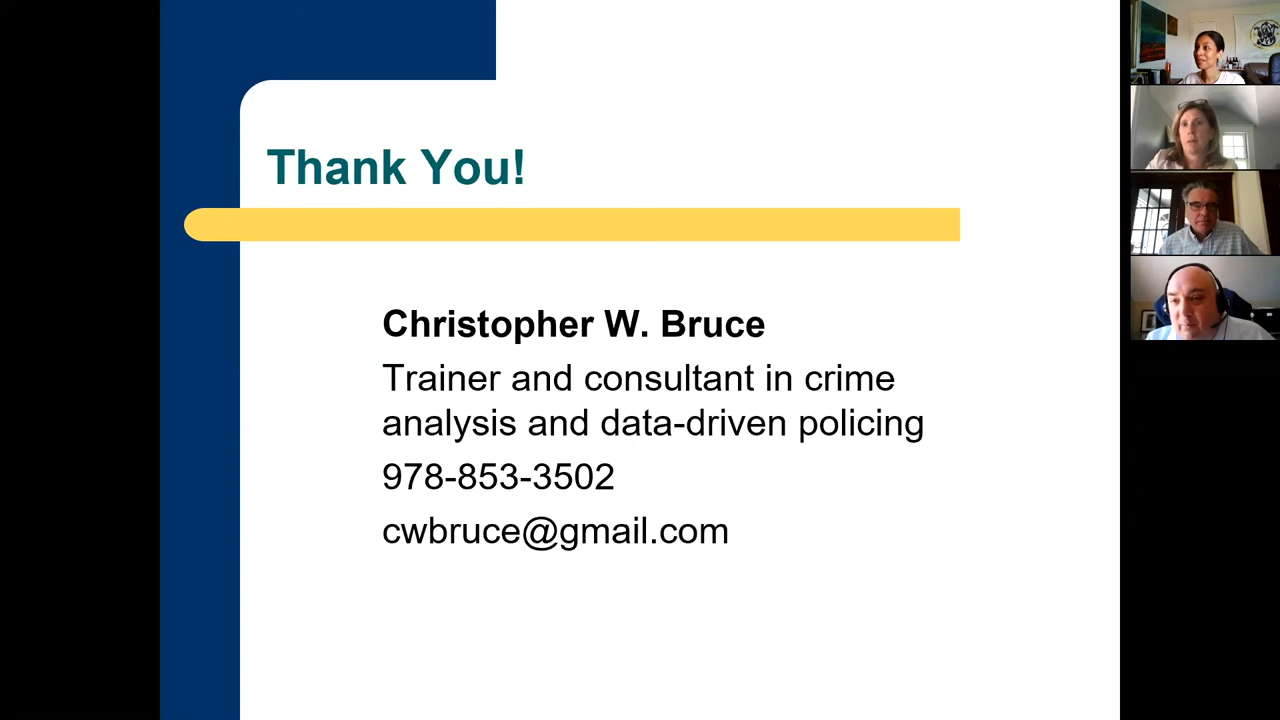 Thank You!
Christopher W. Bruce
Trainer and consultant in crime
analysis and data-driven policing
978-853-3502
cwbruce@gmail.com